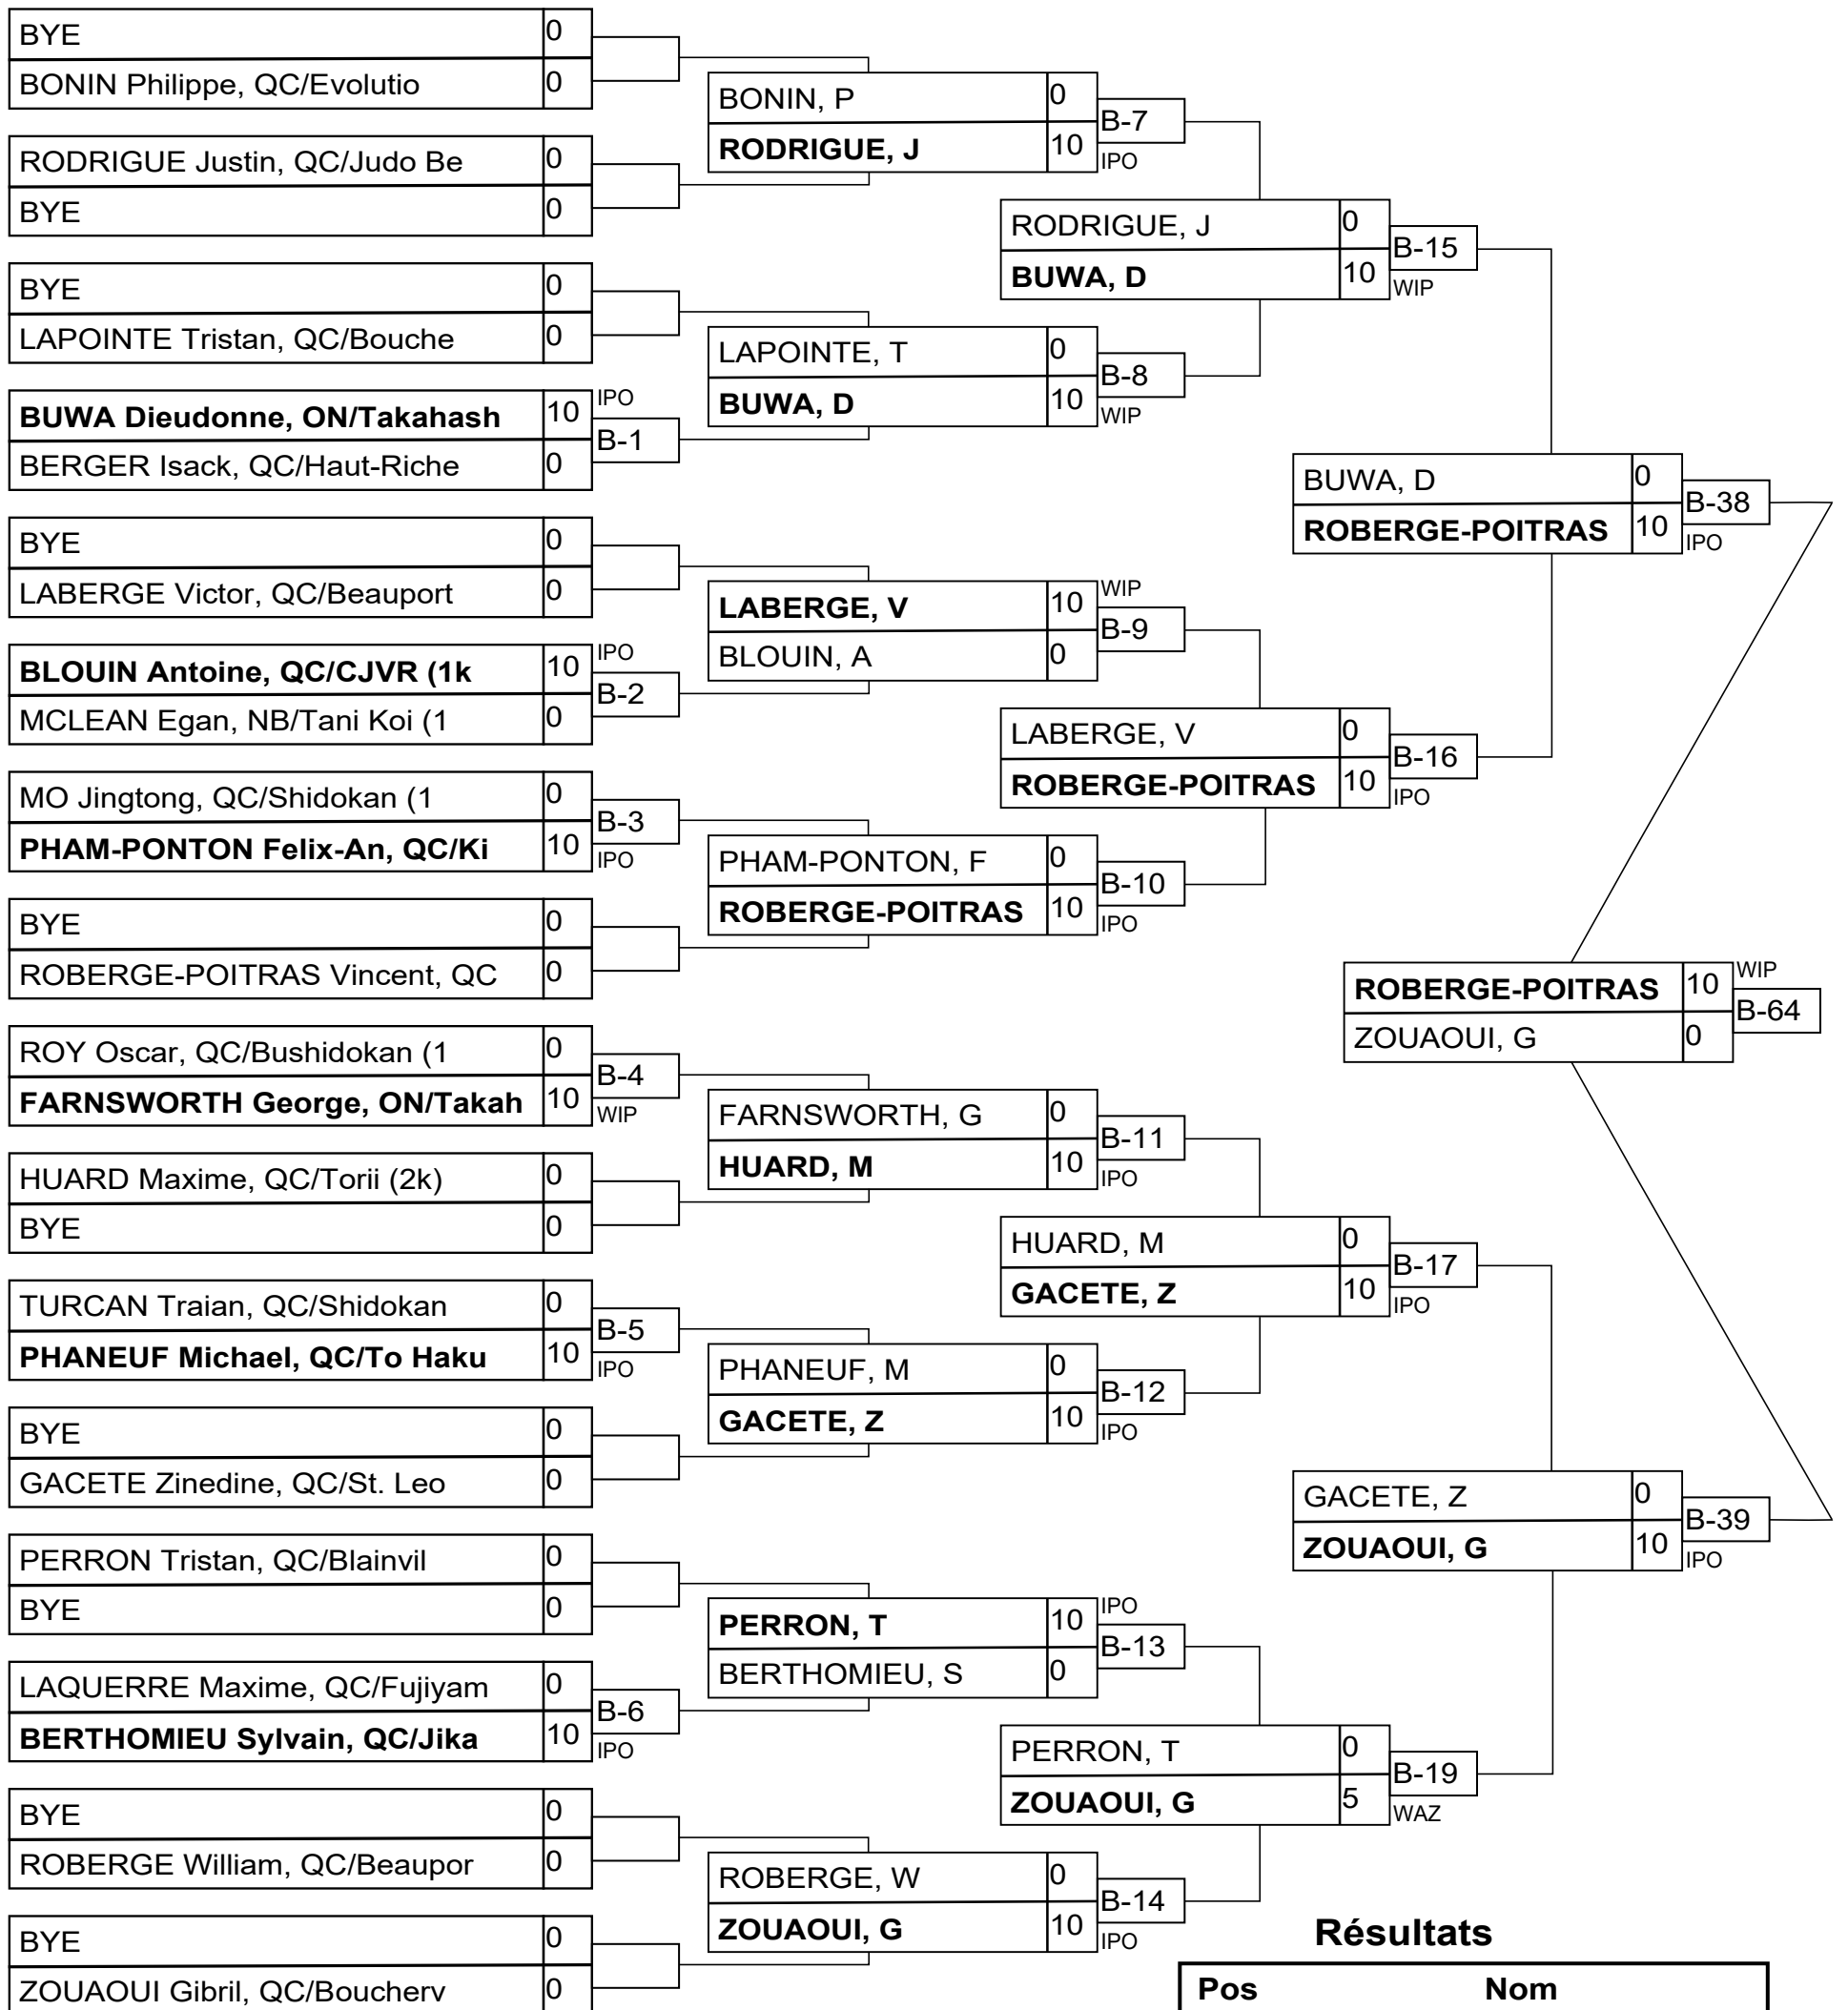 BYE 0
BONIN Philippe, QC/Evolutio 0
RODRIGUE Justin, QC/Judo Be 0
BYE 0
BYE 0
LAPOINTE Tristan, QC/Bouche 0
BUWA Dieudonne, ON/Takahash 10 IPO
B-1
BERGER Isack, QC/Haut-Riche 0
BYE 0
LABERGE Victor, QC/Beauport 0
BLOUIN Antoine, QC/CJVR (1k 10 IPO
B-2
MCLEAN Egan, NB/Tani Koi (1 0
MO Jingtong, QC/Shidokan (1 0
B-3
PHAM-PONTON Felix-An, QC/Ki 10 IPO
BYE 0
ROBERGE-POITRAS Vincent, QC 0
ROY Oscar, QC/Bushidokan (1 0
B-4
FARNSWORTH George, ON/Takah 10 WIP
HUARD Maxime, QC/Torii (2k) 0
BYE 0
TURCAN Traian, QC/Shidokan 0
B-5
PHANEUF Michael, QC/To Haku 10 IPO
BYE 0
GACETE Zinedine, QC/St. Leo 0
PERRON Tristan, QC/Blainvil 0
BYE 0
LAQUERRE Maxime, QC/Fujiyam 0
B-6
BERTHOMIEU Sylvain, QC/Jika 10 IPO
BYE 0
ROBERGE William, QC/Beaupor 0
BYE 0
ZOUAOUI Gibril, QC/Boucherv 0
BONIN, P 0
B-7
RODRIGUE, J 10 IPO
LAPOINTE, T 0
B-8
BUWA, D 10 WIP
LABERGE, V 10 WIP
B-9
BLOUIN, A 0
PHAM-PONTON, F 0
B-10
ROBERGE-POITRAS 10 IPO
FARNSWORTH, G 0
B-11
HUARD, M 10 IPO
PHANEUF, M 0
B-12
GACETE, Z 10 IPO
PERRON, T 10 IPO
B-13
BERTHOMIEU, S 0
ROBERGE, W 0
B-14
ZOUAOUI, G 10 IPO
RODRIGUE, J 0
B-15
BUWA, D 10 WIP
LABERGE, V 0
B-16
ROBERGE-POITRAS 10 IPO
HUARD, M 0
B-17
GACETE, Z 10 IPO
PERRON, T 0
B-19
ZOUAOUI, G 5 WAZ
BUWA, D 0
B-38
ROBERGE-POITRAS 10 IPO
GACETE, Z 0
B-39
ZOUAOUI, G 10 IPO
ROBERGE-POITRAS 10 WIP
B-64
ZOUAOUI, G 0
Résultats
Pos Nom